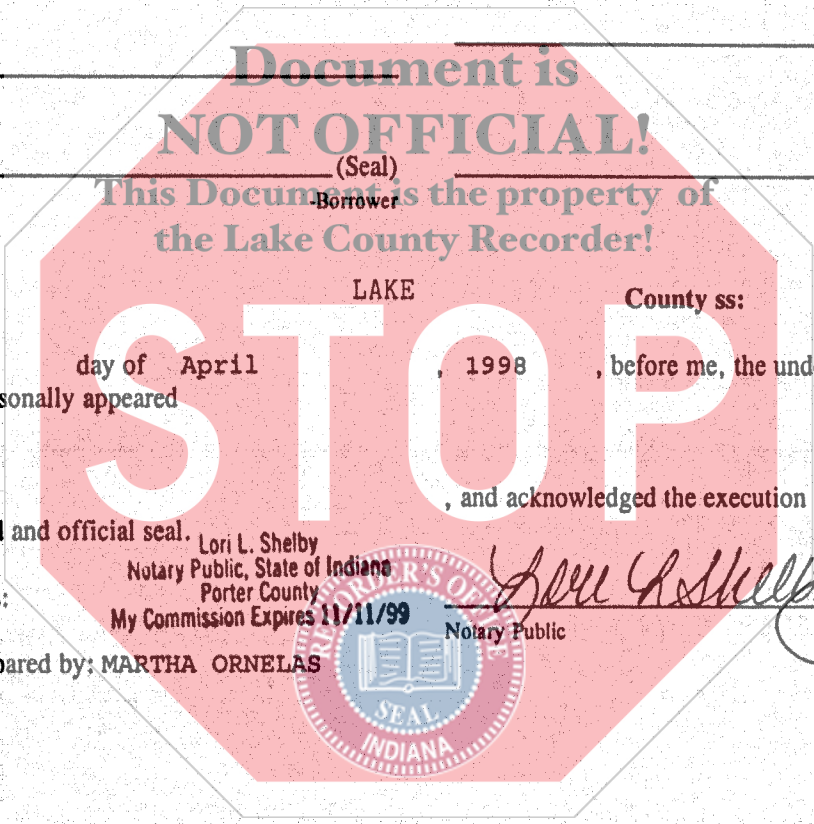 Document is
NOT OFFICIAL!
(Seal)
This Document is the property of
-Borrower
the Lake County Recorder!
LAKE County ss:
STOP
day of April , 1998 , before me, the und
sonally appeared
, and acknowledged the execution
and official seal.
Lori L. Shelby
Notary Public, State of Indiana
Porter County
My Commission Expires 11/11/99
Lori L Shelby
Notary Public
pared by: MARTHA ORNELAS
RECORDER'S OFFICE
SEAL
INDIANA